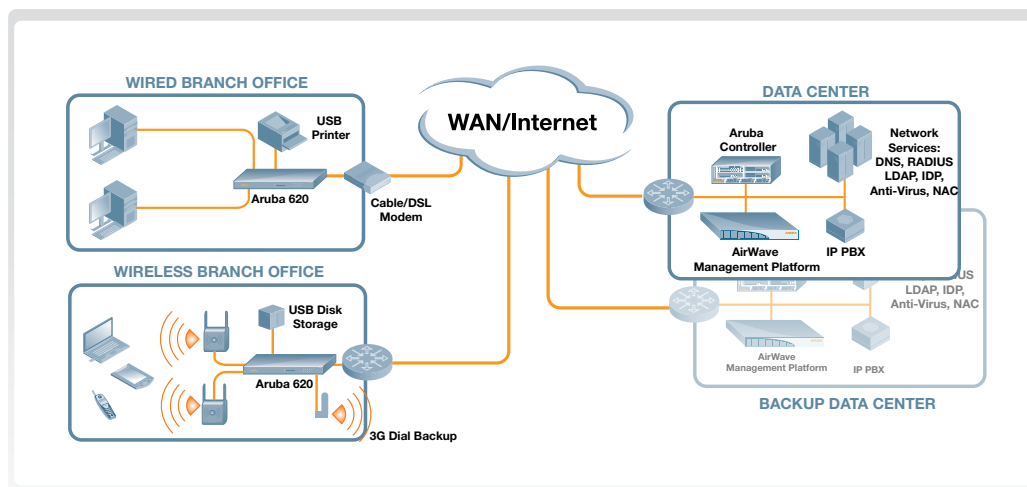 WIRED BRANCH OFFICE
USB
Printer
Aruba 620
Cable/DSL
Modem
WAN/Internet
DATA CENTER
Aruba
Controller
Network
Services:
DNS, RADIUS
LDAP, IDP,
Anti-Virus, NAC
AirWave
Management Platform
IP PBX
WIRELESS BRANCH OFFICE
USB Disk
Storage
Aruba 620
3G Dial Backup
LDAP, IDP,
Anti-Virus, NAC
AirWave
Management Platform
IP PBX
BACKUP DATA CENTER